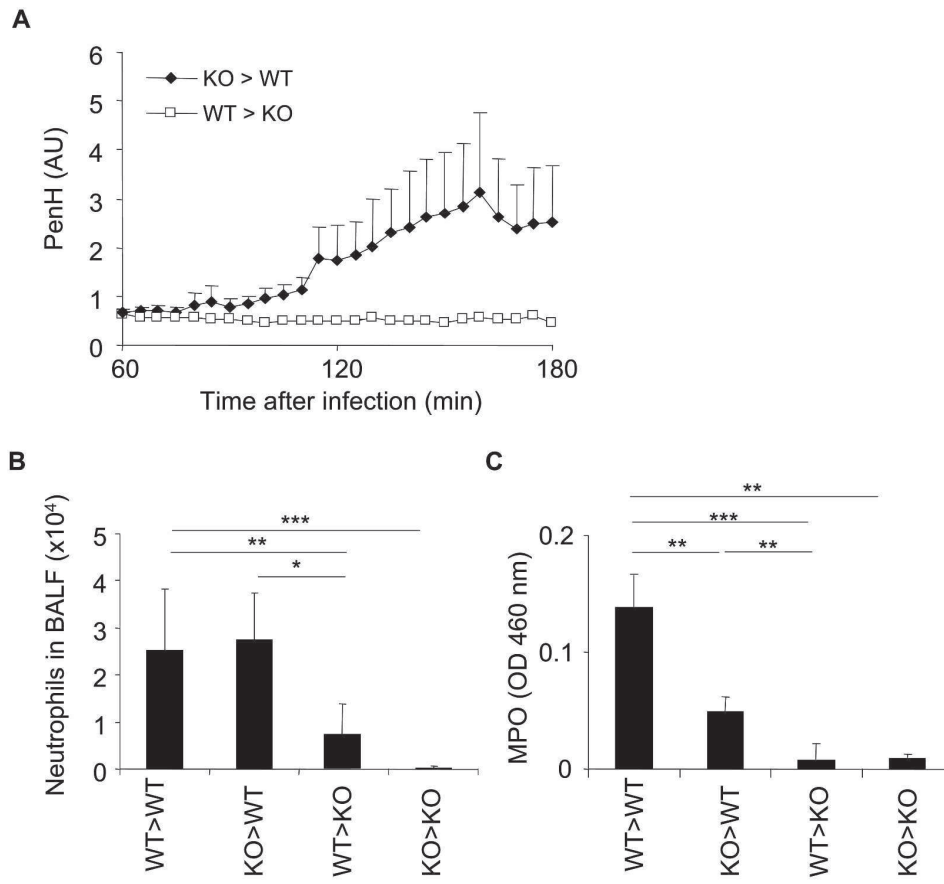 A
PenH (AU)
6
5
4
3
2
1
0
KO > WT
WT > KO
60
120
180
Time after infection (min)
B
Neutrophils in BALF (x10⁴)
5
4
3
2
1
0
***
**
*
WT>WT
KO>WT
WT>KO
KO>KO
C
MPO (OD 460 nm)
0.2
0.1
0
**
***
** **
WT>WT
KO>WT
WT>KO
KO>KO